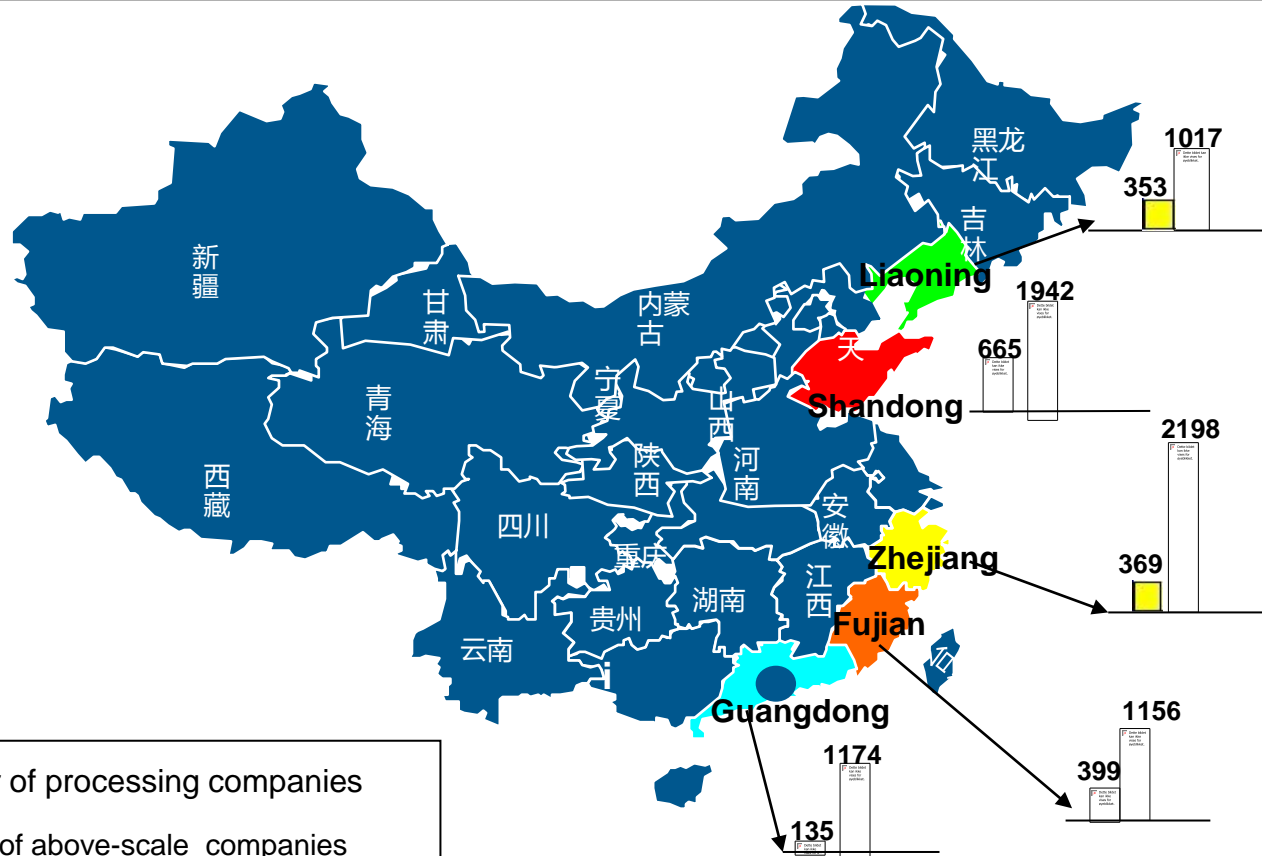 黑龙
江
1017
353
吉
林
新
疆
Liaoning
甘
肃
内蒙
古
1942
天
665
宁
夏
山
西
青
海
Shandong
2198
陕
西
河
南
西
藏
安
徽
四川
重庆
Zhejiang
369
江
西
湖南
贵州
Fujian
云南
台
i
Guangdong
1156
1174
399
135
of processing companies
of above-scale companies